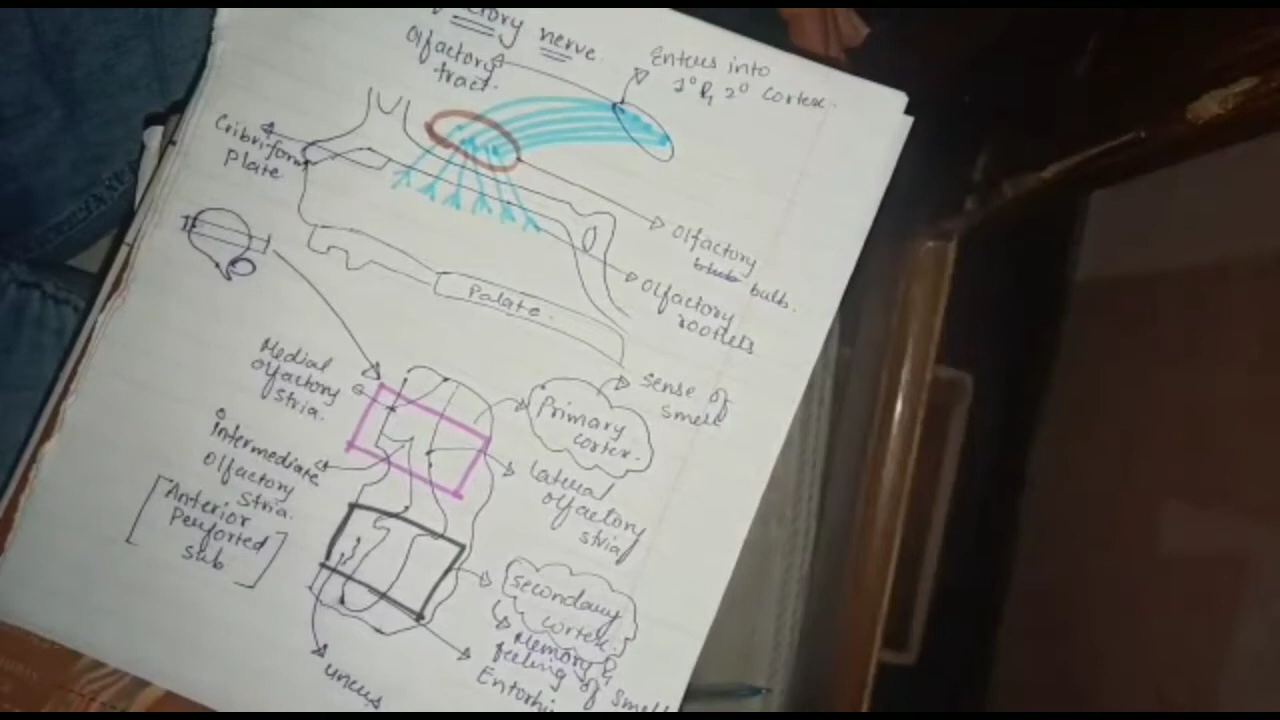 nerve.
Olfactory
tract.
Enters into
1° & 2° cortex.
Cribriform
plate
Olfactory
bulb.
Olfactory
rootlets
Palate.
Medial
olfactory
stria.
Primary
cortex.
sense of
smell
intermediate
olfactory
stria.
[Anterior
Perforted
sub]
Lateral
olfactory
stria
Secondary
cortex.
Memory &
feeling of smell
uncus